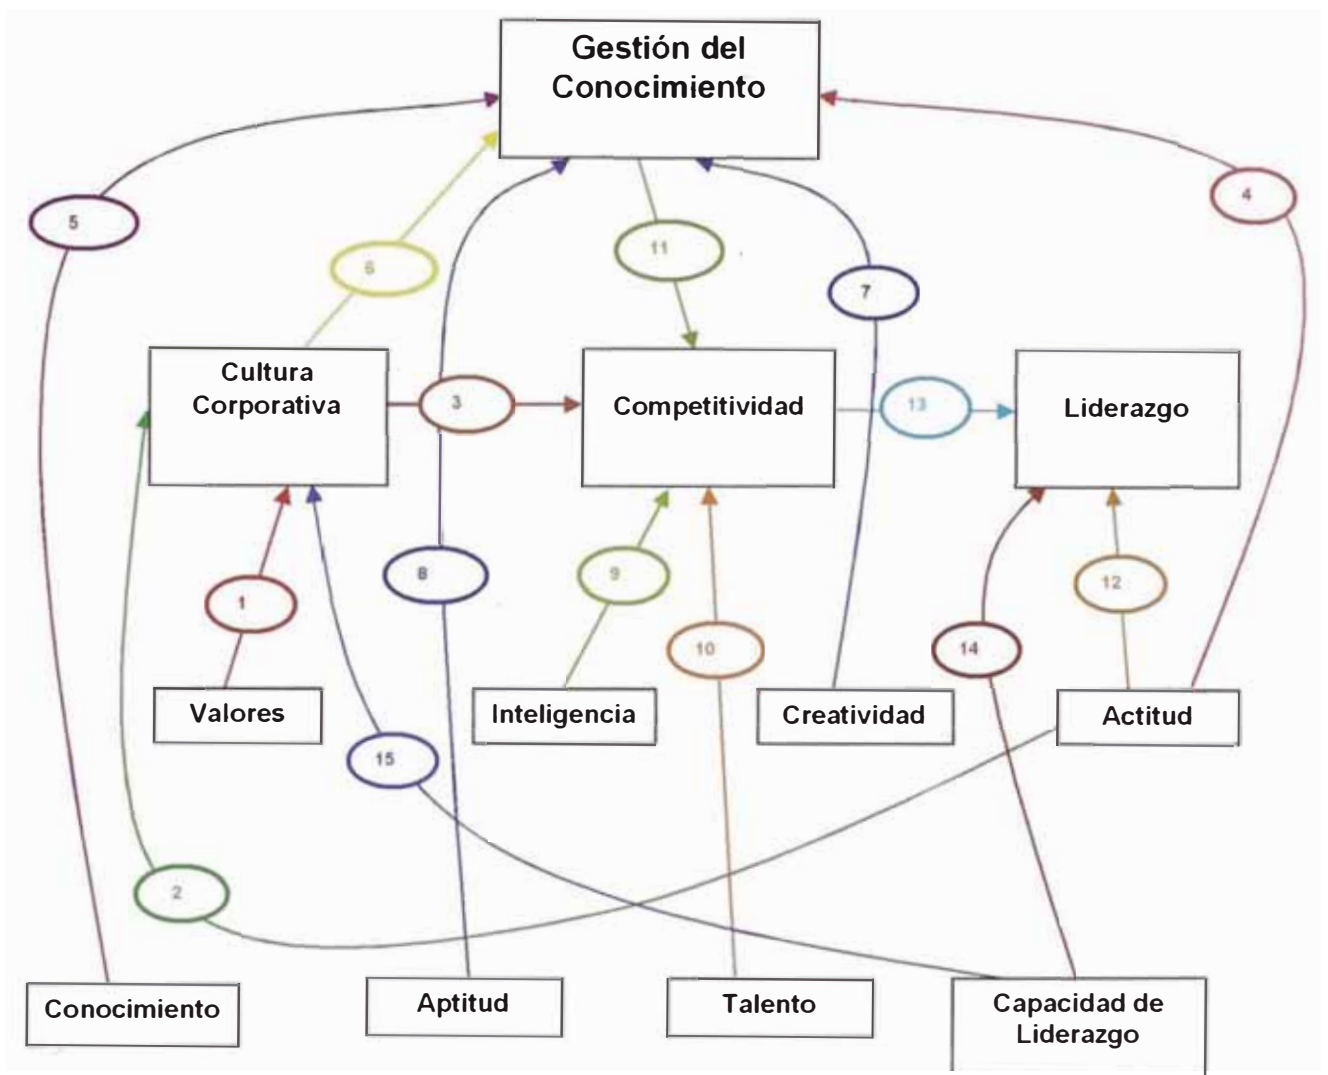 Gestión del
Conocimiento
5
4
6
11
7
Cultura
Corporativa
3
Competitividad
13
Liderazgo
8
9
12
1
10
14
Valores
Inteligencia
Creatividad
Actitud
15
2
Conocimiento
Aptitud
Talento
Capacidad de
Liderazgo